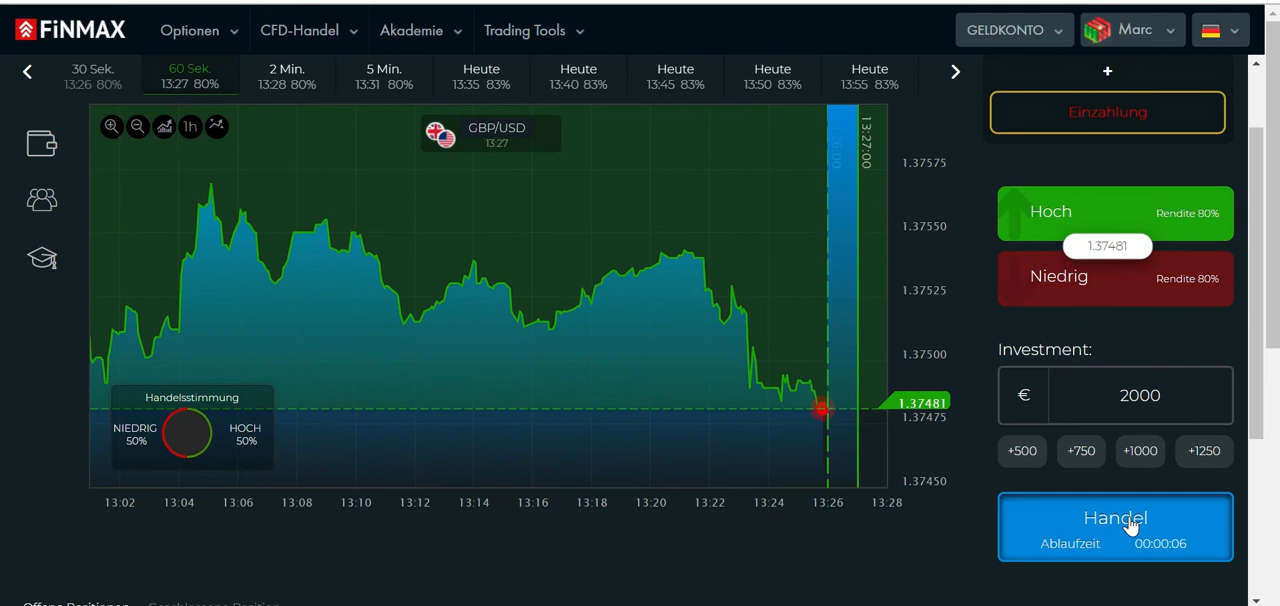 FiNMAX
Optionen
CFD-Handel
Akademie
Trading Tools
GELDKONTO
Marc
30 Sek.
13:26 80%
60 Sek.
13:27 80%
2 Min.
13:28 80%
5 Min.
13:31 80%
Heute
13:35 83%
Heute
13:40 83%
Heute
13:45 83%
Heute
13:50 83%
Heute
13:55 83%
+
Einzahlung
1h
GBP/USD
13:27
13:27:00
1.37575
1.37550
1.37525
1.37500
1.37481
1.37475
1.37450
Handelsstimmung
NIEDRIG
50%
HOCH
50%
13:02 13:04 13:06 13:08 13:10 13:12 13:14 13:16 13:18 13:20 13:22 13:24 13:26 13:28
Hoch
Rendite 80%
1.37481
Niedrig
Rendite 80%
Investment:
€ 2000
+500 +750 +1000 +1250
Handel
Ablaufzeit 00:00:06
Offene Positionen